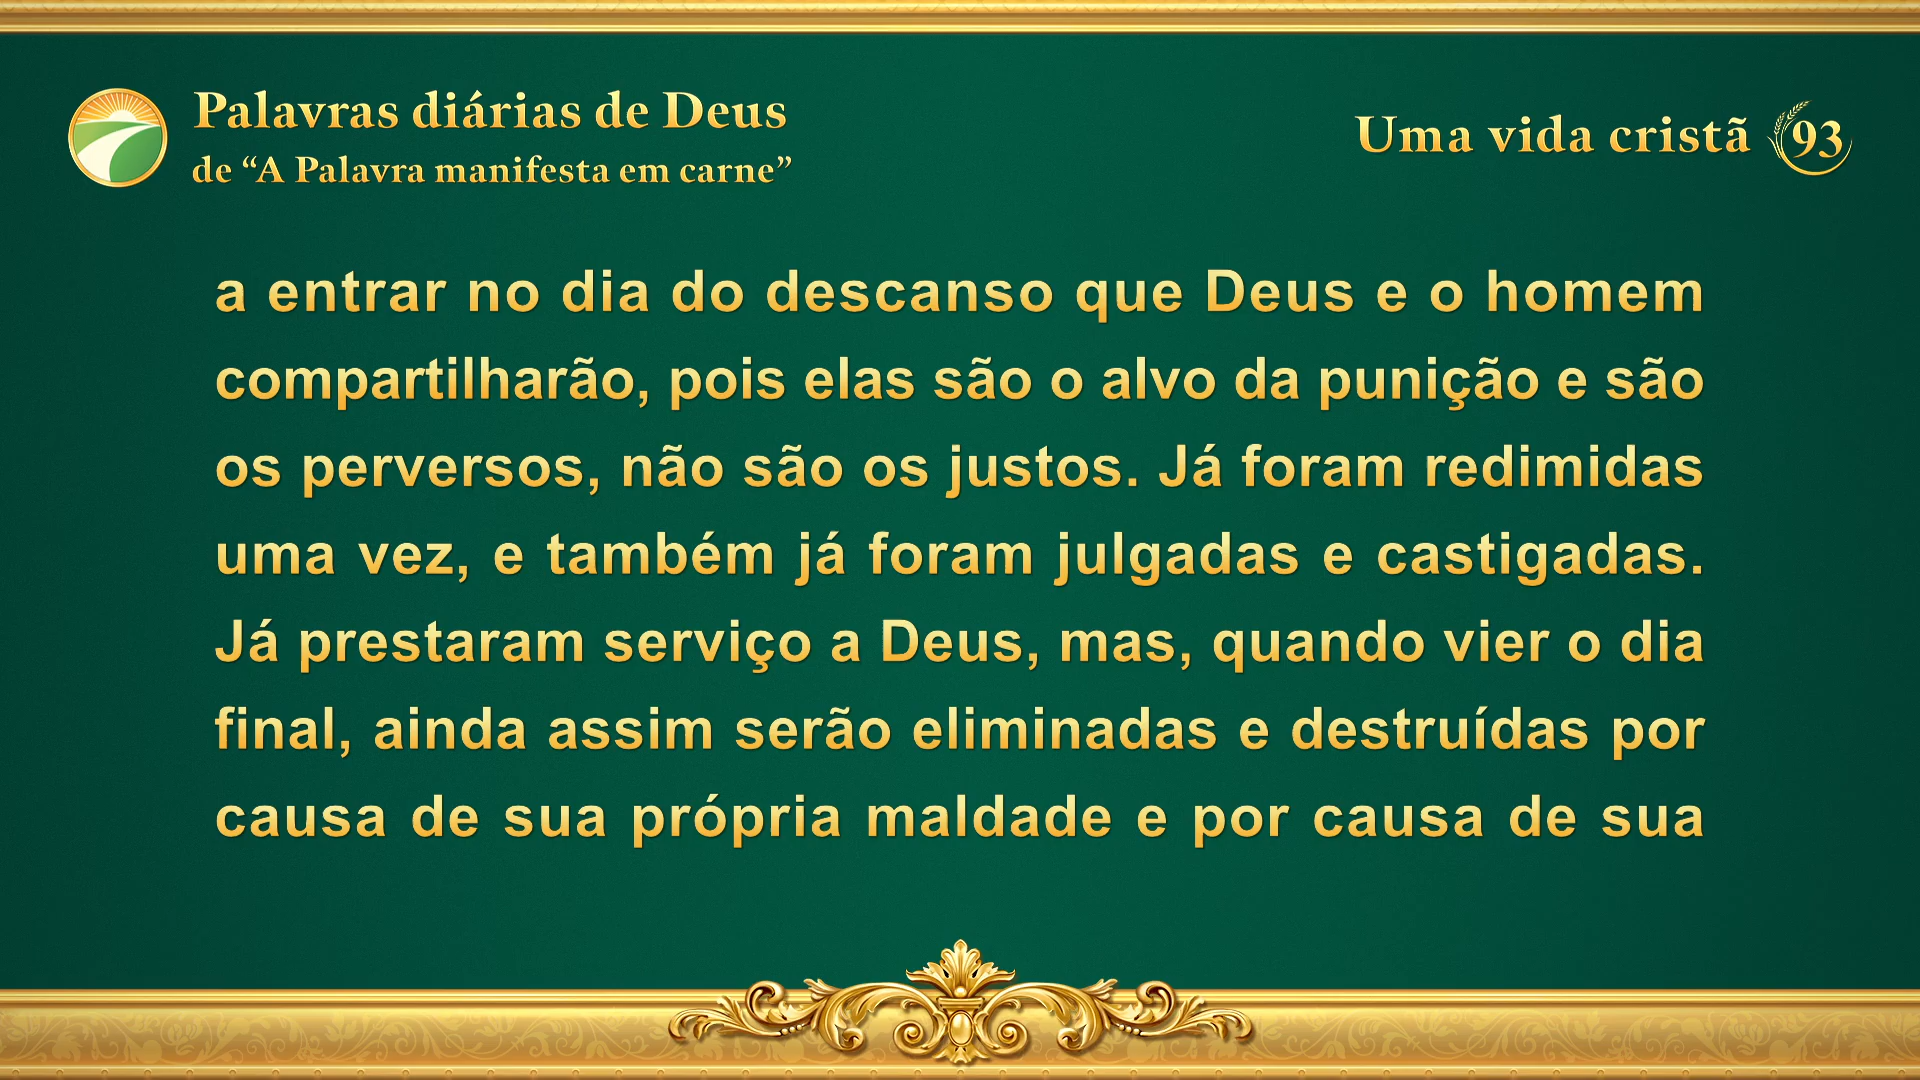 Palavras diárias de Deus
de “A Palavra manifesta em carne”
Uma vida cristã 93
a entrar no dia do descanso que Deus e o homem
compartilharão, pois elas são o alvo da punição e são
os perversos, não são os justos. Já foram redimidas
uma vez, e também já foram julgadas e castigadas.
Já prestaram serviço a Deus, mas, quando vier o dia
final, ainda assim serão eliminadas e destruídas por
causa de sua própria maldade e por causa de sua